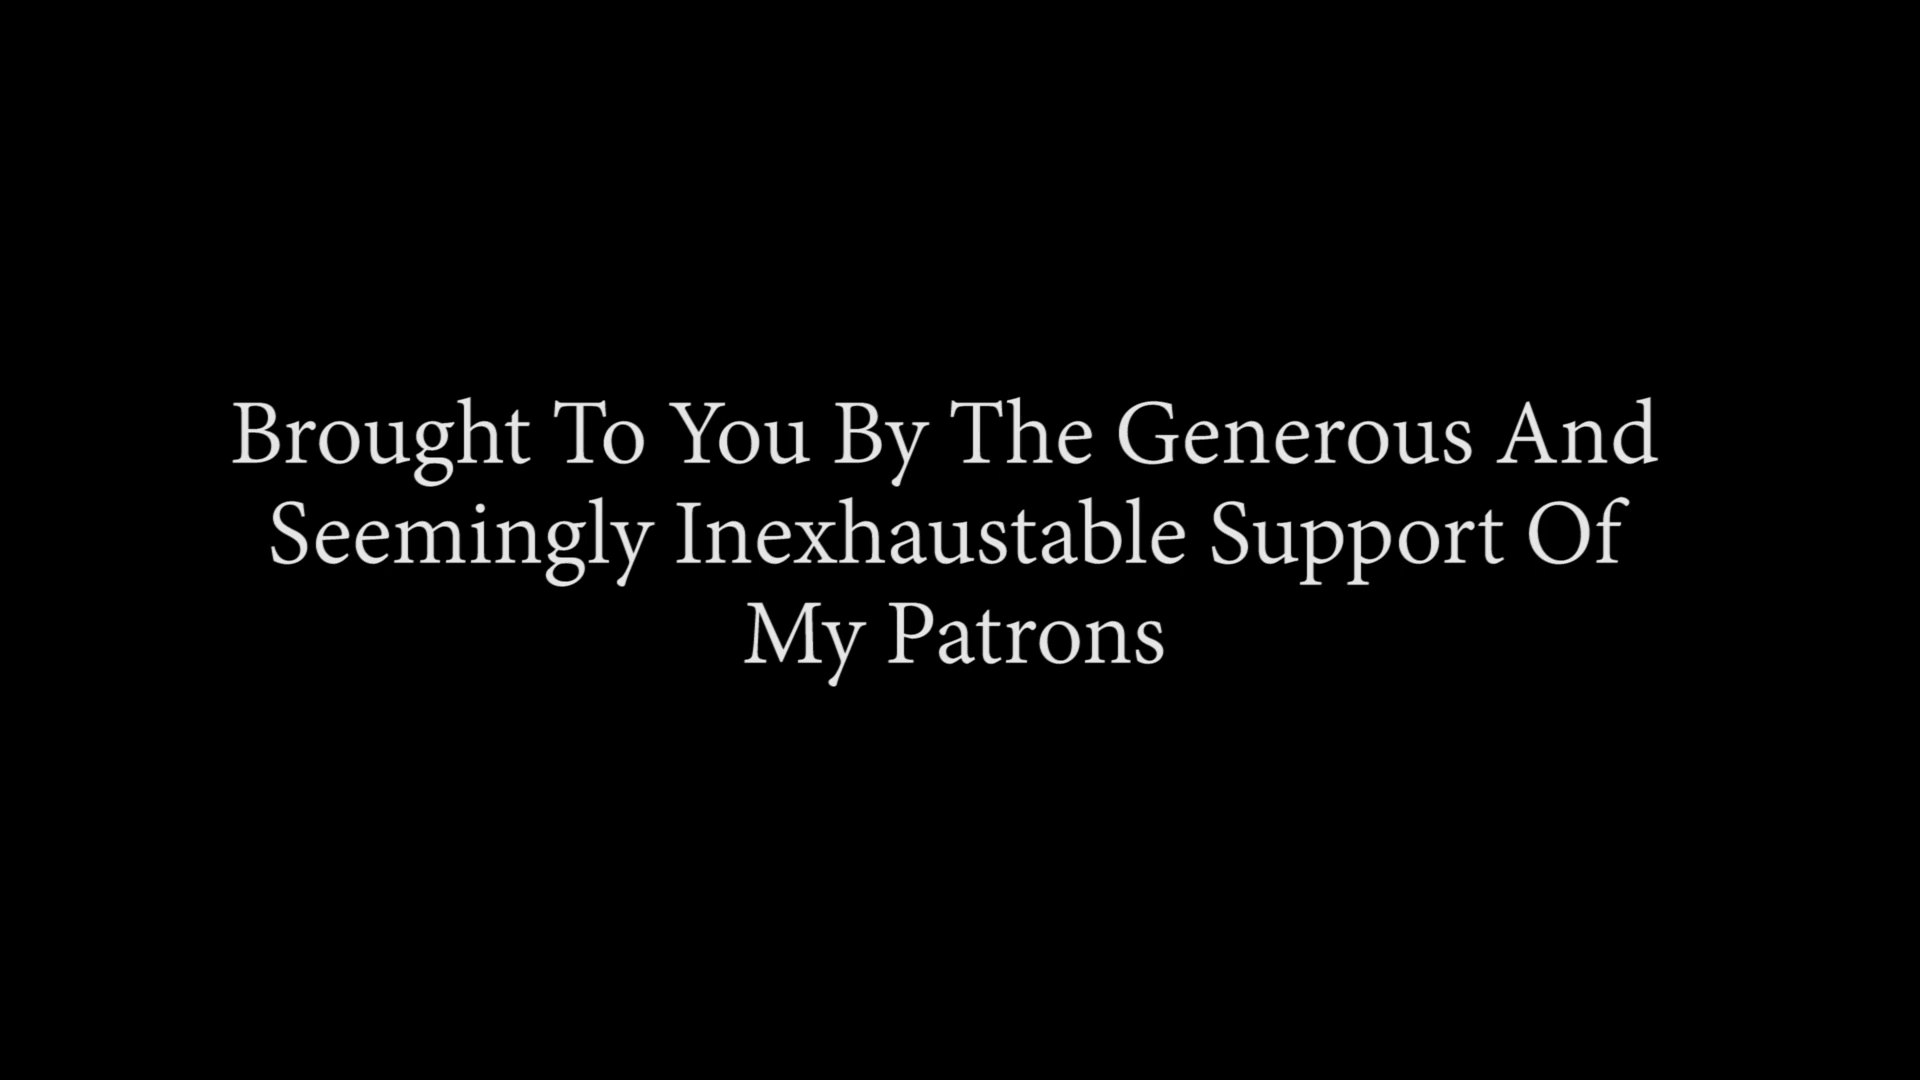 Brought To You By The Generous And
Seemingly Inexhaustable Support Of
My Patrons